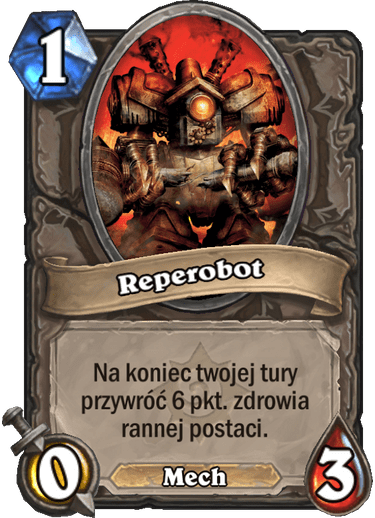 1
Reperobot
Na koniec twojej tury
przywróć 6 pkt. zdrowia
rannej postaci.
0
Mech
3